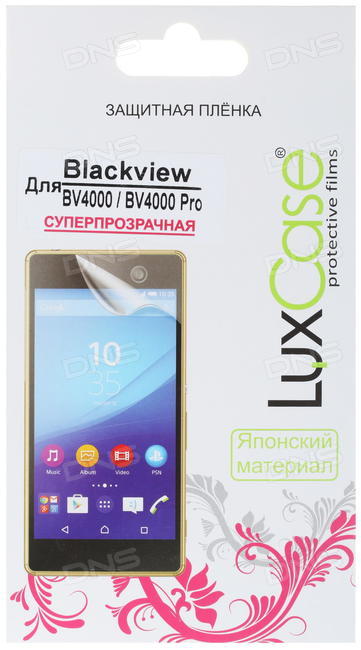 ЗАЩИТНАЯ ПЛЁНКА
Для
Blackview
BV4000 / BV4000 Pro
СУПЕРПРОЗРАЧНАЯ
LuxCase®
protective films
10
35
Music
Album
Video
PSN
Японский
материал
DNS